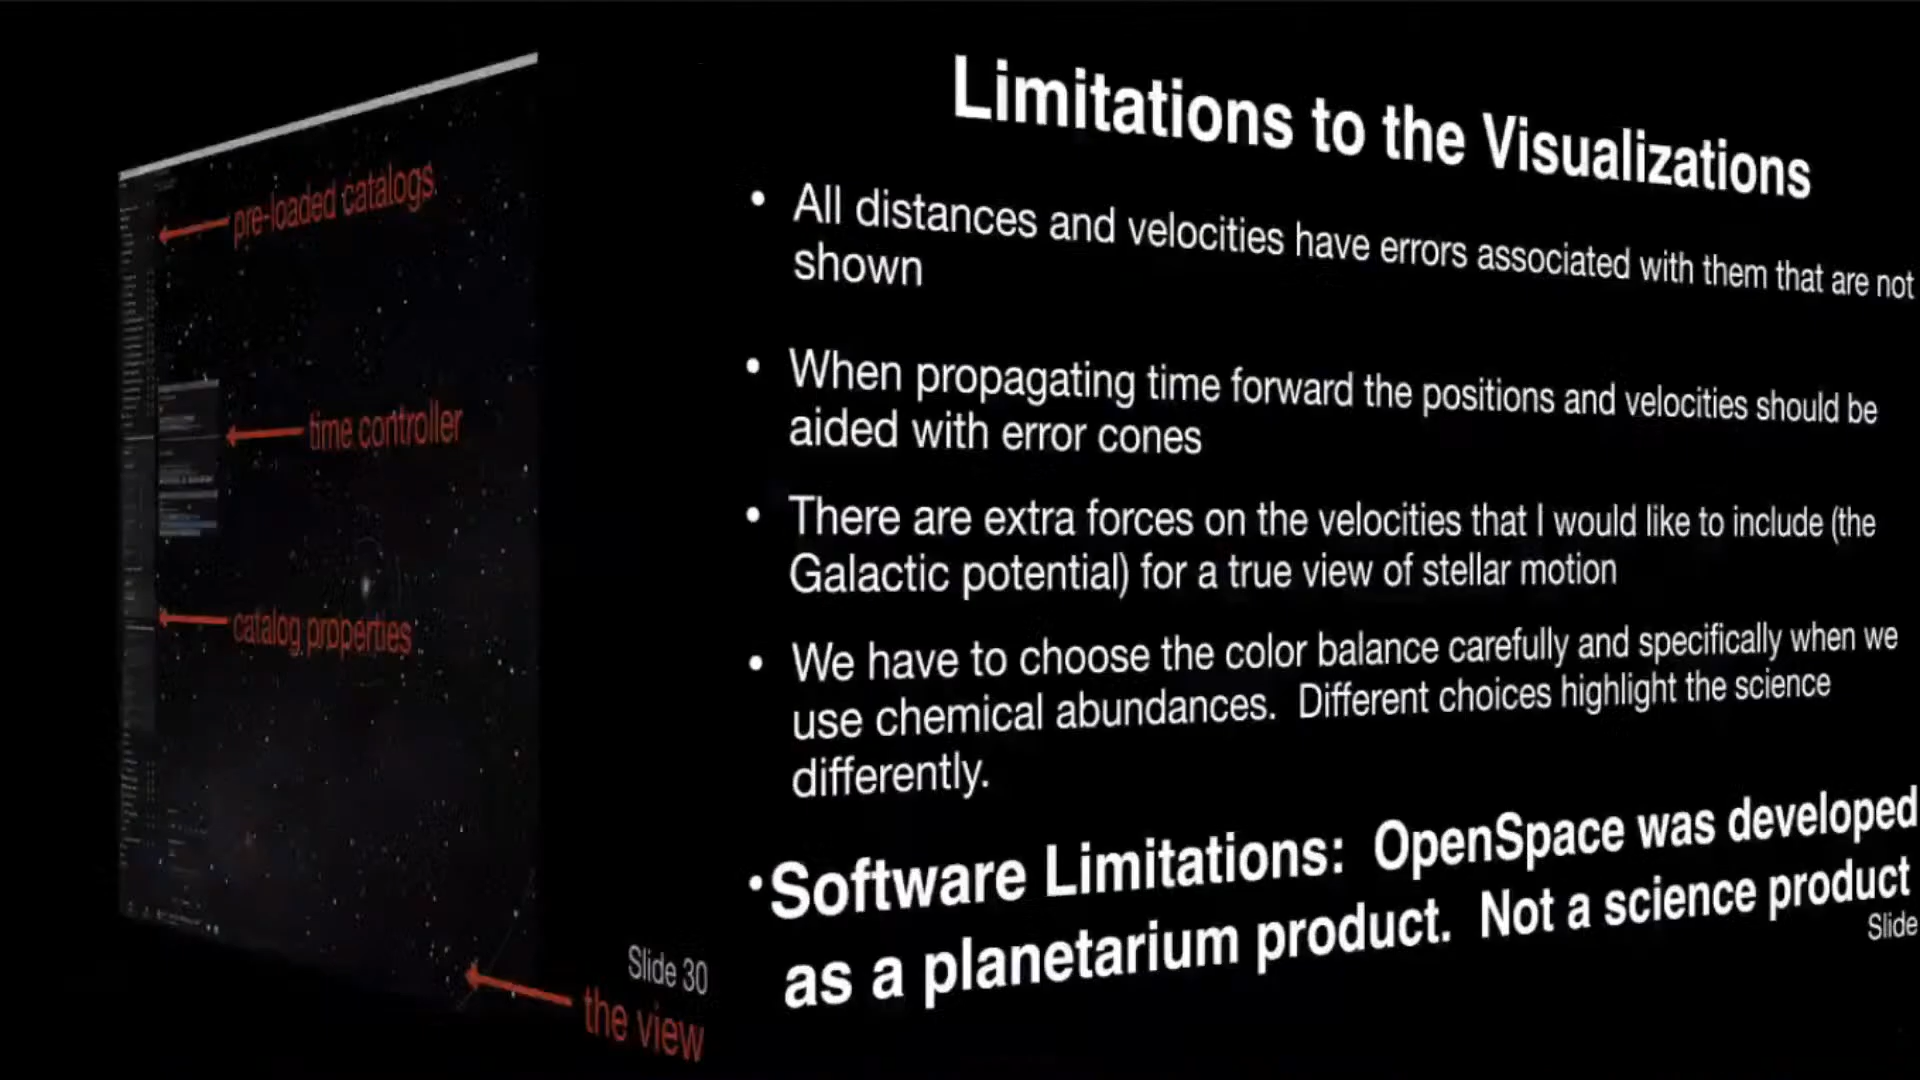 pre-loaded catalogs
time controller
catalog properties
Slide 30
the view
Limitations to the Visualizations
• All distances and velocities have errors associated with them that are not
shown
• When propagating time forward the positions and velocities should be
aided with error cones
• There are extra forces on the velocities that I would like to include (the
Galactic potential) for a true view of stellar motion
• We have to choose the color balance carefully and specifically when we
use chemical abundances. Different choices highlight the science
differently.
•Software Limitations: OpenSpace was developed
as a planetarium product. Not a science product
Slide